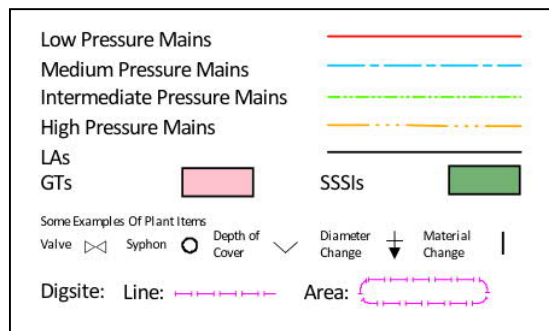 Low Pressure Mains
Medium Pressure Mains
Intermediate Pressure Mains
High Pressure Mains
LAs
GTs SSSIs
Some Examples Of Plant Items
Valve Syphon Depth of Cover Diameter Change Material Change
Digsite: Line: Area: